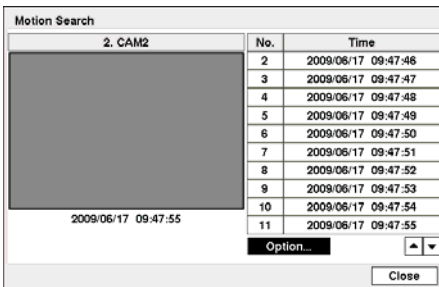 Motion Search
2. CAM2
No. Time
2 2009/06/17 09:47:46
3 2009/06/17 09:47:47
4 2009/06/17 09:47:48
5 2009/06/17 09:47:49
6 2009/06/17 09:47:50
7 2009/06/17 09:47:51
8 2009/06/17 09:47:52
9 2009/06/17 09:47:53
10 2009/06/17 09:47:54
11 2009/06/17 09:47:55
2009/06/17 09:47:55
Option...
Close